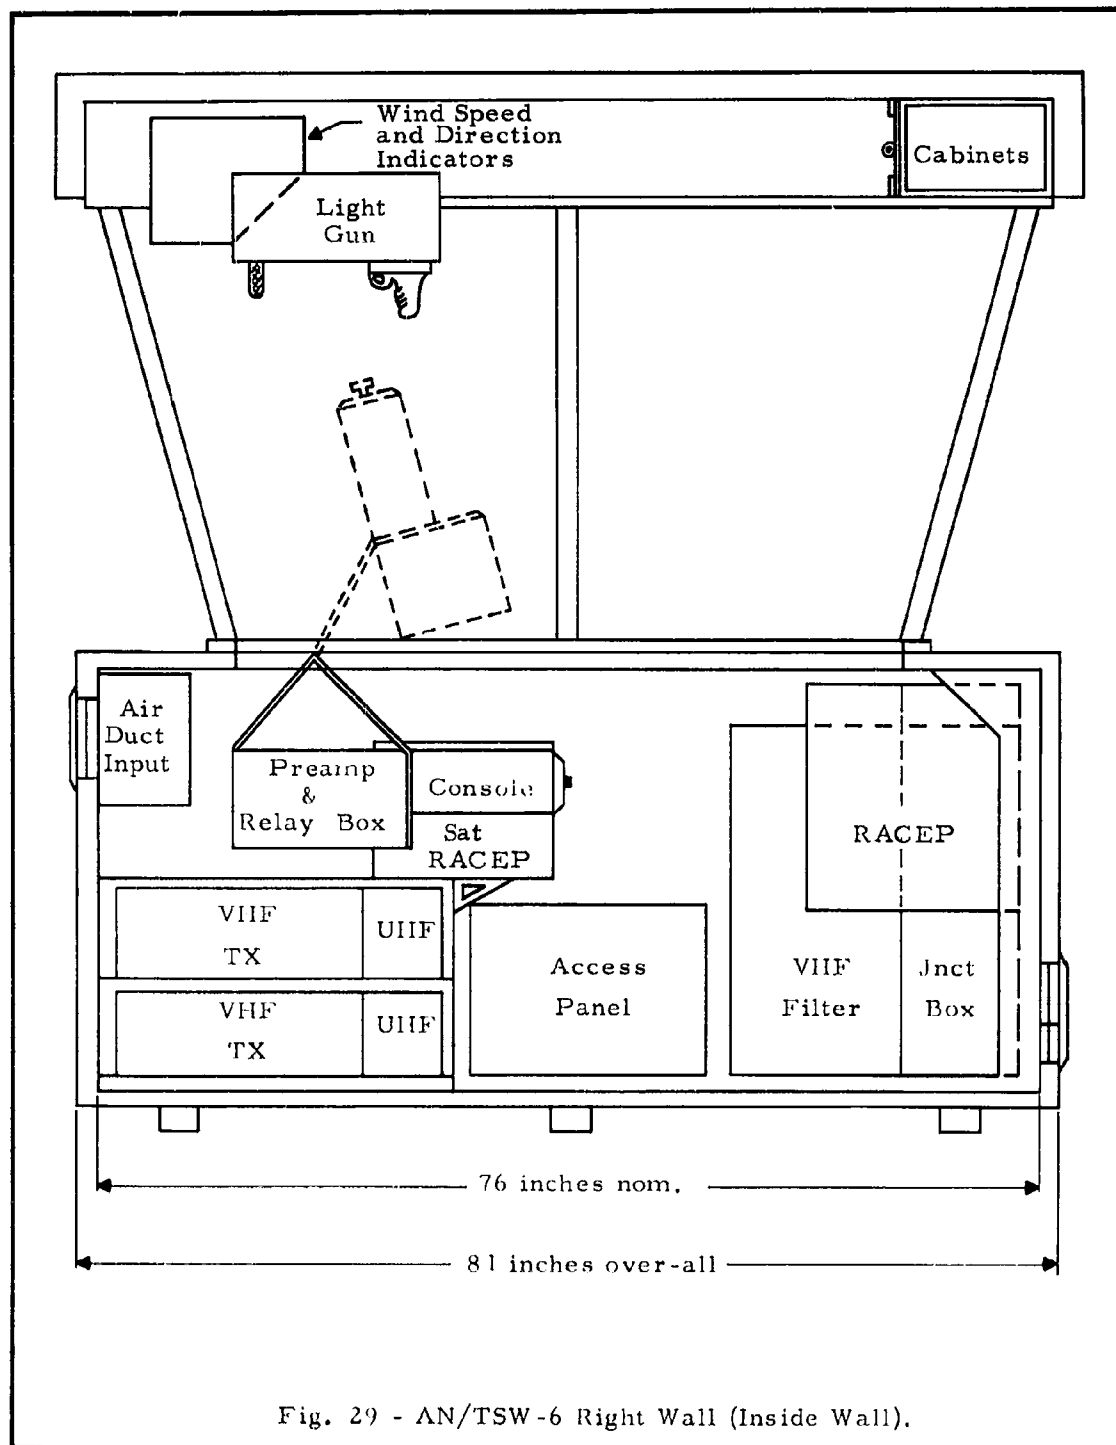 Wind Speed
and Direction
Indicators
Cabinets
Light
Gun
Air
Duct
Input
Preamp
&
Relay Box
Console
Sat
RACEP
RACEP
VHF
TX
UHF
VHF
TX
UHF
Access
Panel
VHF
Filter
Jnct
Box
76 inches nom.
81 inches over-all
Fig. 29 - AN/TSW-6 Right Wall (Inside Wall).